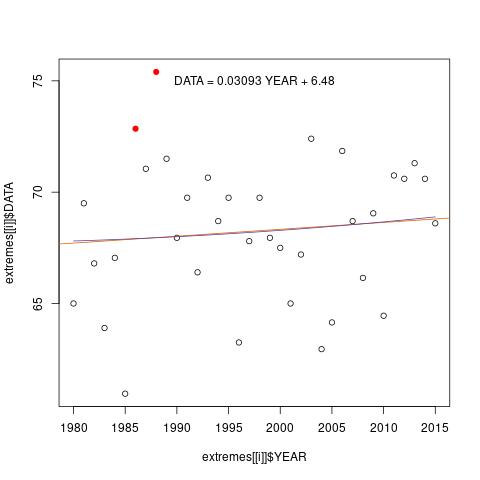 DATA = 0.03093 YEAR + 6.48
75
70
65
extremes[[i]]$DATA
1980 1985 1990 1995 2000 2005 2010 2015
extremes[[i]]$YEAR